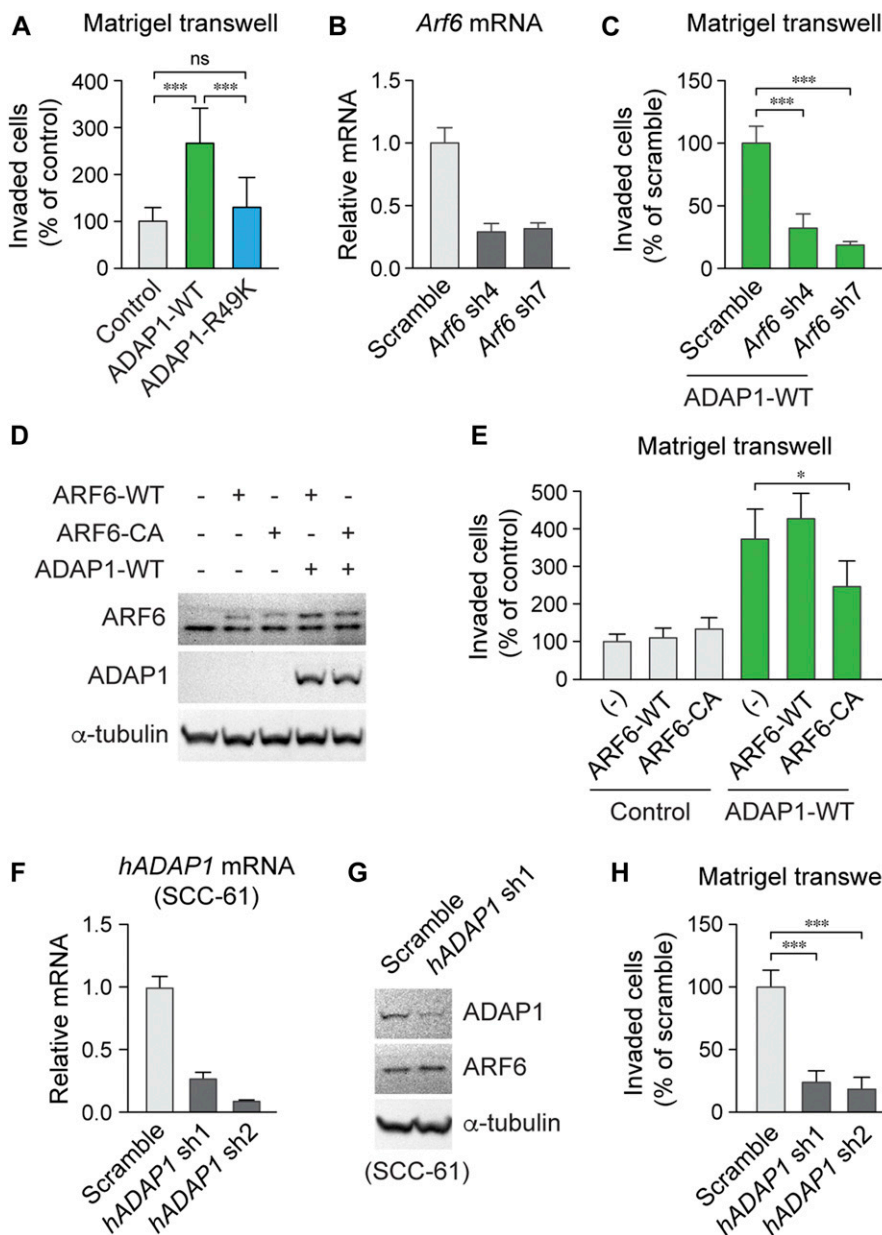 A
Matrigel transwell
ns
*** ***
400
300
200
100
0
Invaded cells
(% of control)
Control
ADAP1-WT
ADAP1-R49K
B
Arf6 mRNA
1.5
1.0
0.5
0.0
Relative mRNA
Scramble
Arf6 sh4
Arf6 sh7
C
Matrigel transwell
***
***
150
100
50
0
Invaded cells
(% of scramble)
Scramble
Arf6 sh4
Arf6 sh7
ADAP1-WT
D
ARF6-WT - + - + -
ARF6-CA - - + - +
ADAP1-WT - - - + +
ARF6
ADAP1
α-tubulin
E
Matrigel transwell
*
500
400
300
200
100
0
Invaded cells
(% of control)
(-)
ARF6-WT
ARF6-CA
(-)
ARF6-WT
ARF6-CA
Control
ADAP1-WT
F
hADAP1 mRNA
(SCC-61)
1.5
1.0
0.5
0.0
Relative mRNA
Scramble
hADAP1 sh1
hADAP1 sh2
G
Scramble
hADAP1 sh1
ADAP1
ARF6
α-tubulin
(SCC-61)
H
Matrigel transwe
***
***
150
100
50
0
Invaded cells
(% of scramble)
Scramble
hADAP1 sh1
hADAP1 sh2